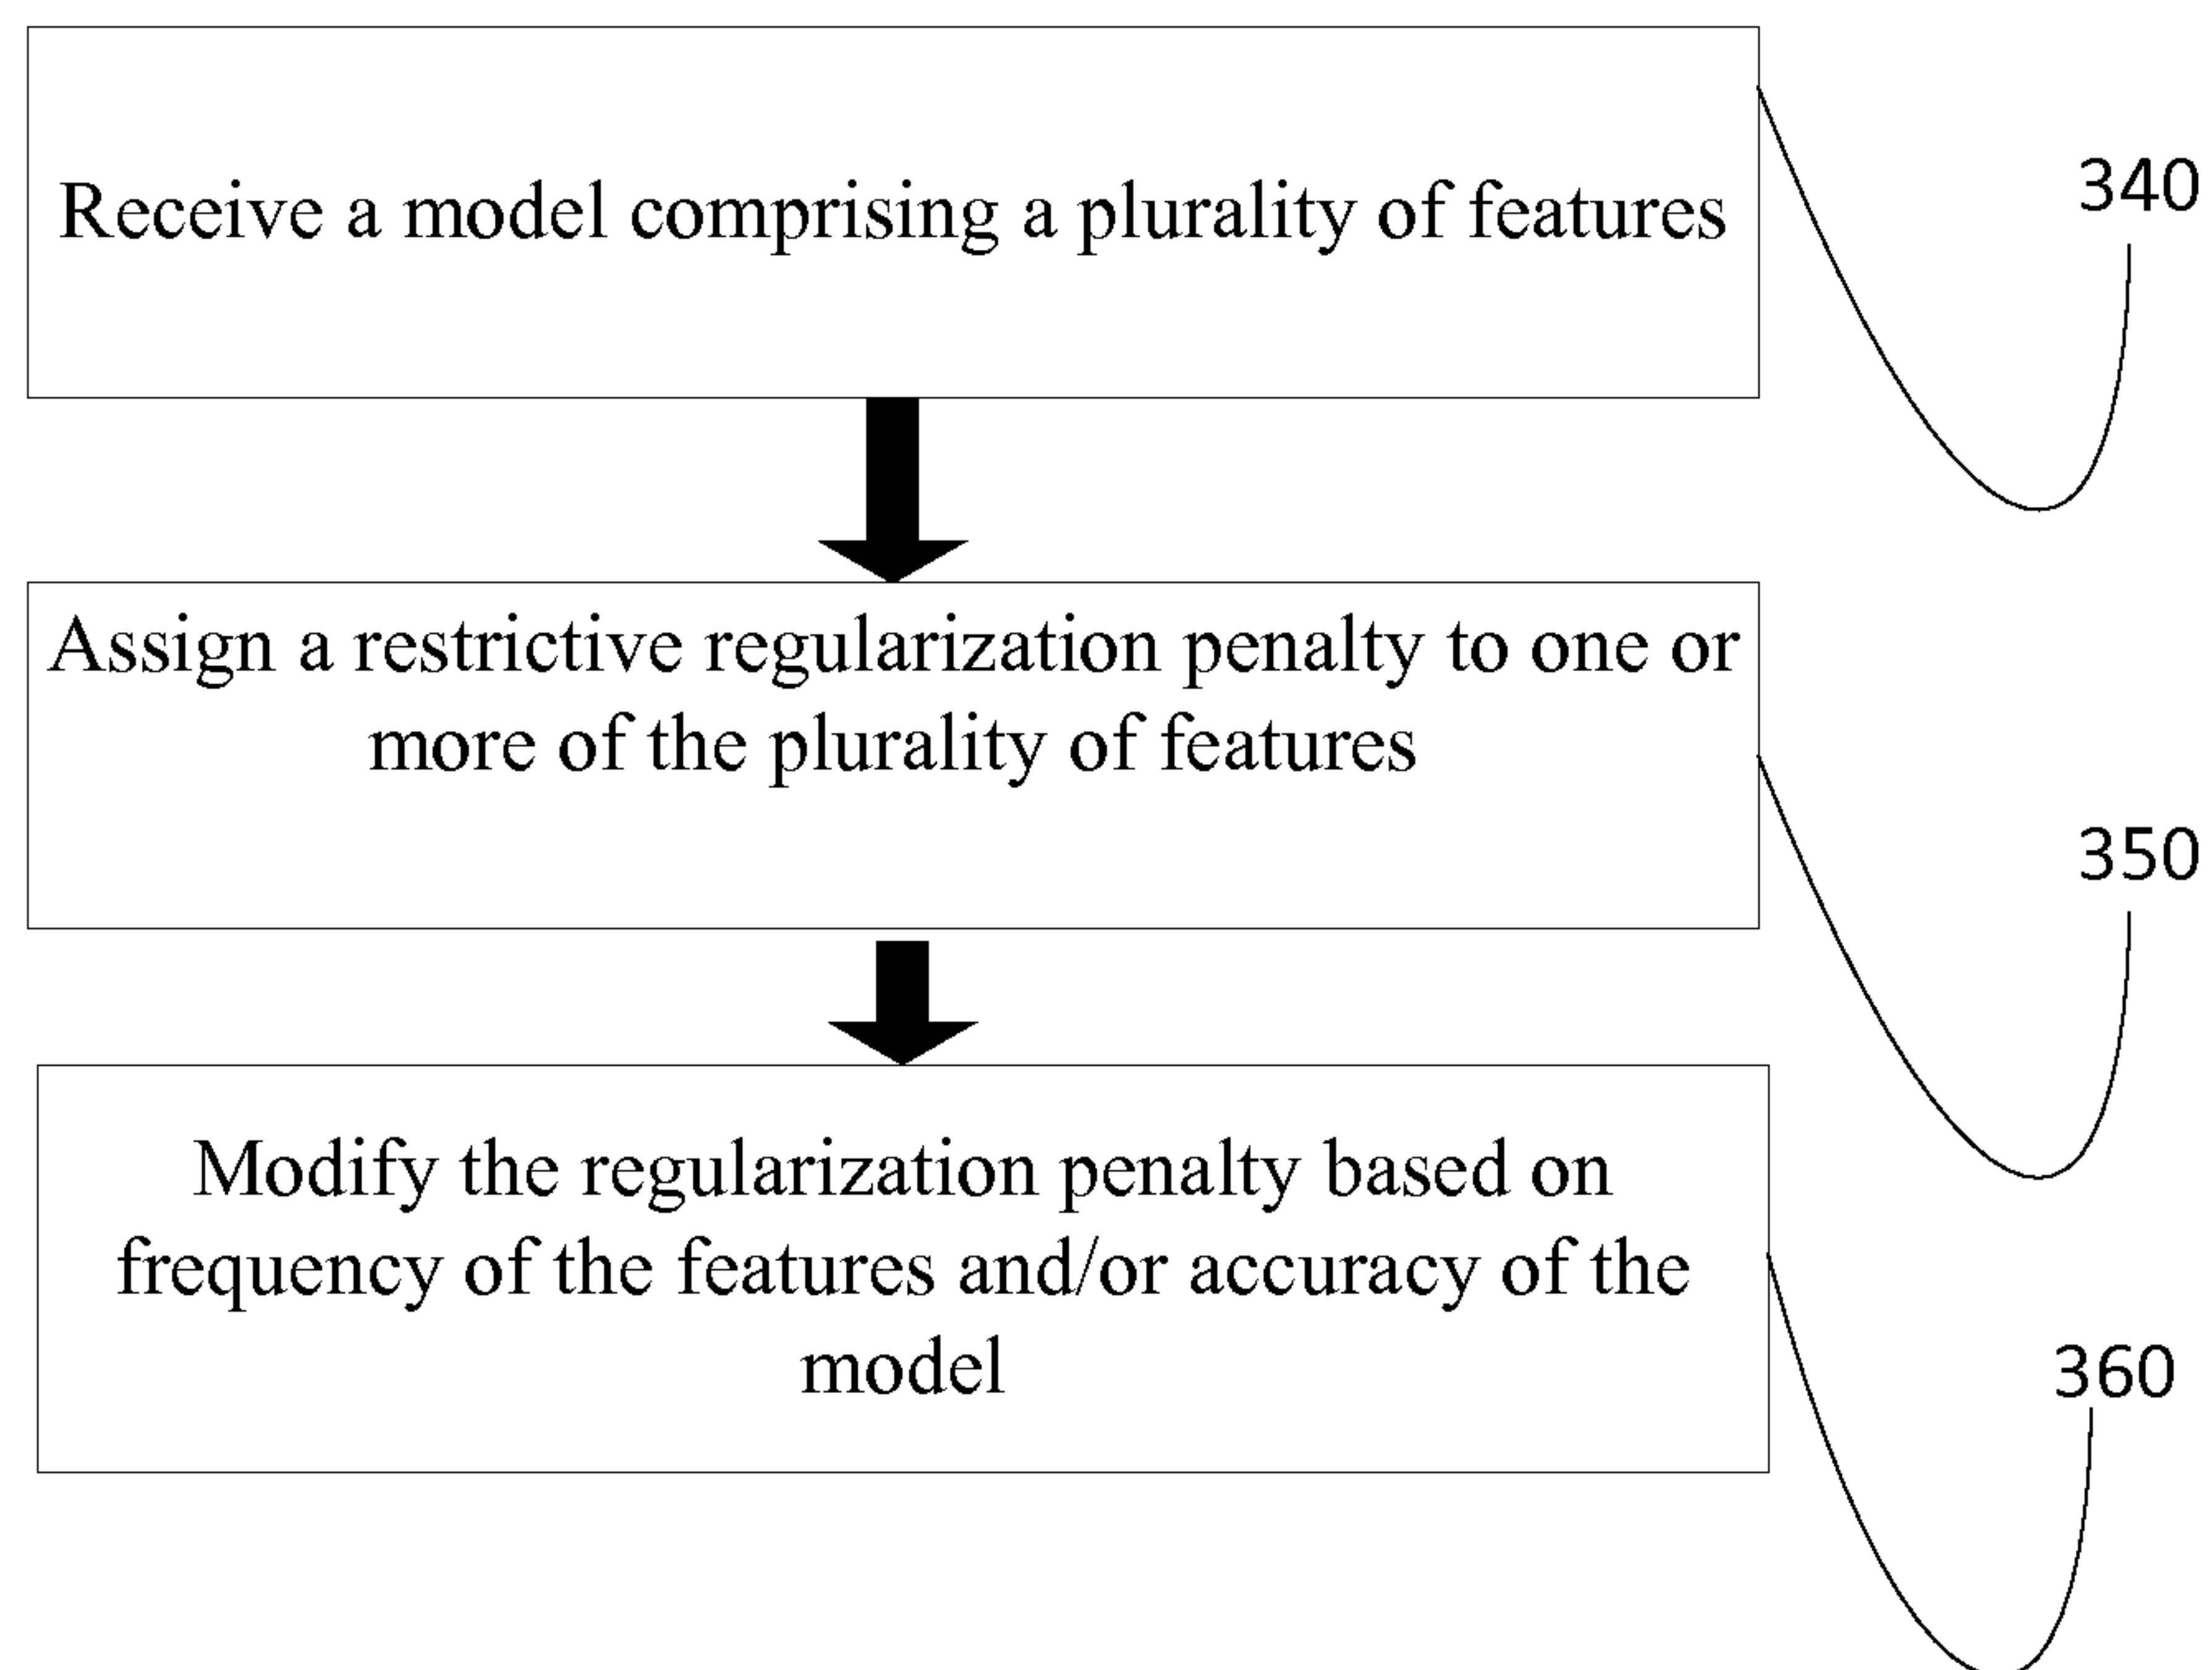 Receive a model comprising a plurality of features
340
Assign a restrictive regularization penalty to one or
more of the plurality of features
350
Modify the regularization penalty based on
frequency of the features and/or accuracy of the
model
360